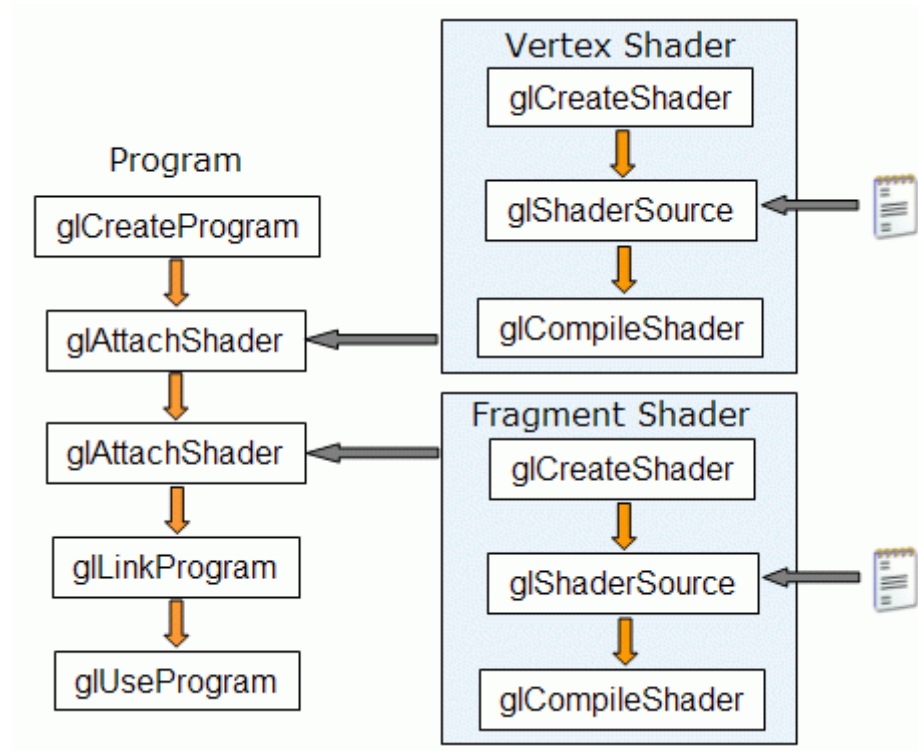 Program
glCreateProgram
glAttachShader
glAttachShader
glLinkProgram
glUseProgram
Vertex Shader
glCreateShader
glShaderSource
glCompileShader
Fragment Shader
glCreateShader
glShaderSource
glCompileShader